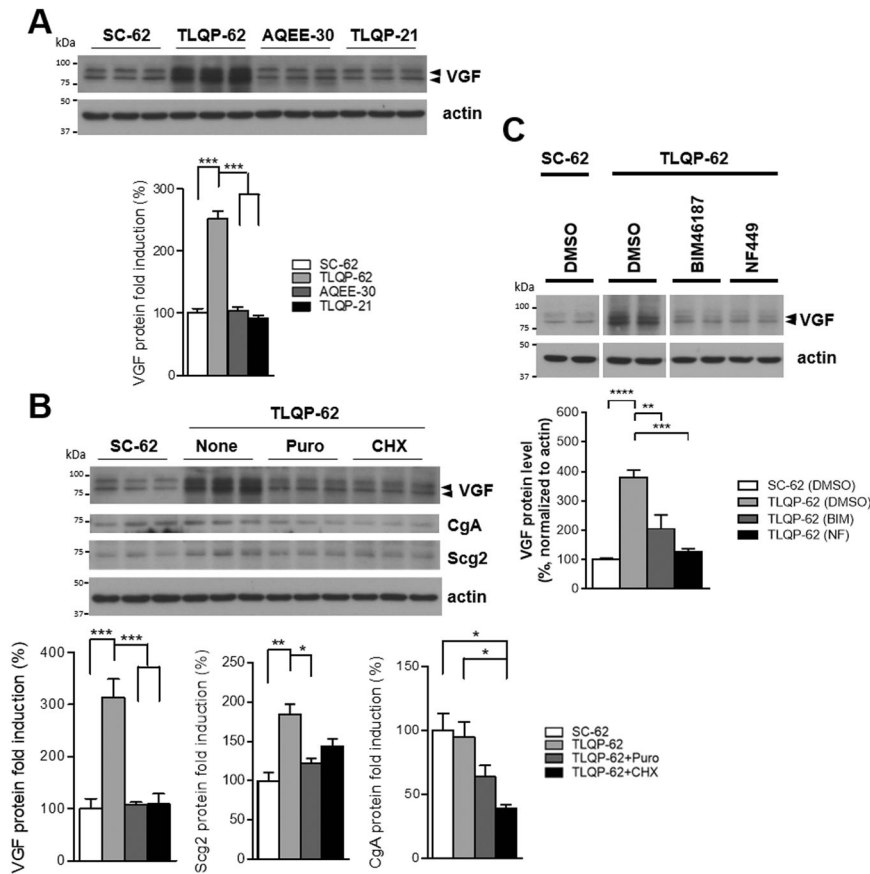 A
kDa
SC-62 TLQP-62 AQEE-30 TLQP-21
100
75
VGF
50
37
actin
*** ***
VGF protein fold induction (%)
300
200
100
0
SC-62
TLQP-62
AQEE-30
TLQP-21
B
TLQP-62
kDa
SC-62 None Puro CHX
100
75
VGF
75
CgA
75
Scg2
50
37
actin
VGF protein fold induction (%)
400
300
200
100
0
*** ***
Scg2 protein fold induction (%)
250
200
150
100
50
0
** *
CgA protein fold induction (%)
150
100
50
0
*
*
SC-62
TLQP-62
TLQP-62+Puro
TLQP-62+CHX
C
SC-62 TLQP-62
DMSO DMSO BIM46187 NF449
kDa
100
75
VGF
50
37
actin
VGF protein level
(%, normalized to actin)
600
500
400
300
200
100
0
**** **
***
SC-62 (DMSO)
TLQP-62 (DMSO)
TLQP-62 (BIM)
TLQP-62 (NF)